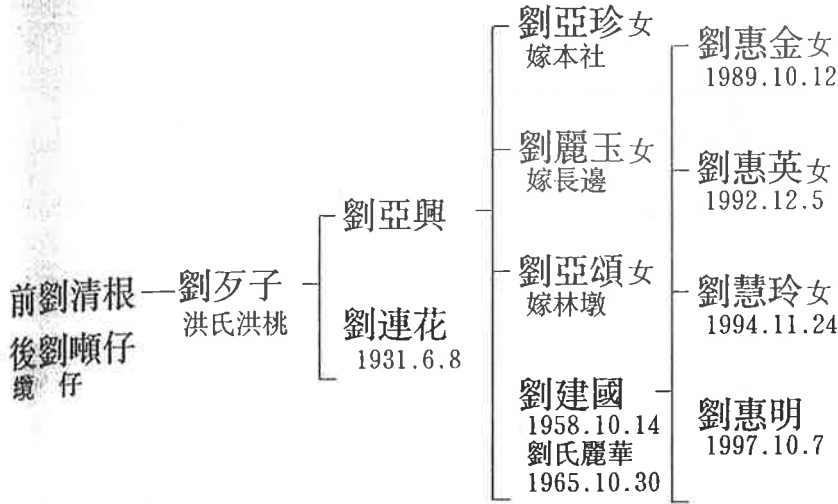 前劉清根
後劉㖔仔
纜 仔
劉歹子
洪氏洪桃
劉亞興
劉連花
1931.6.8
劉亞珍女
嫁本社
劉麗玉女
嫁長邊
劉亞頌女
嫁林墩
劉建國
1958.10.14
劉氏麗華
1965.10.30
劉惠金女
1989.10.12
劉惠英女
1992.12.5
劉慧玲女
1994.11.24
劉惠明
1997.10.7